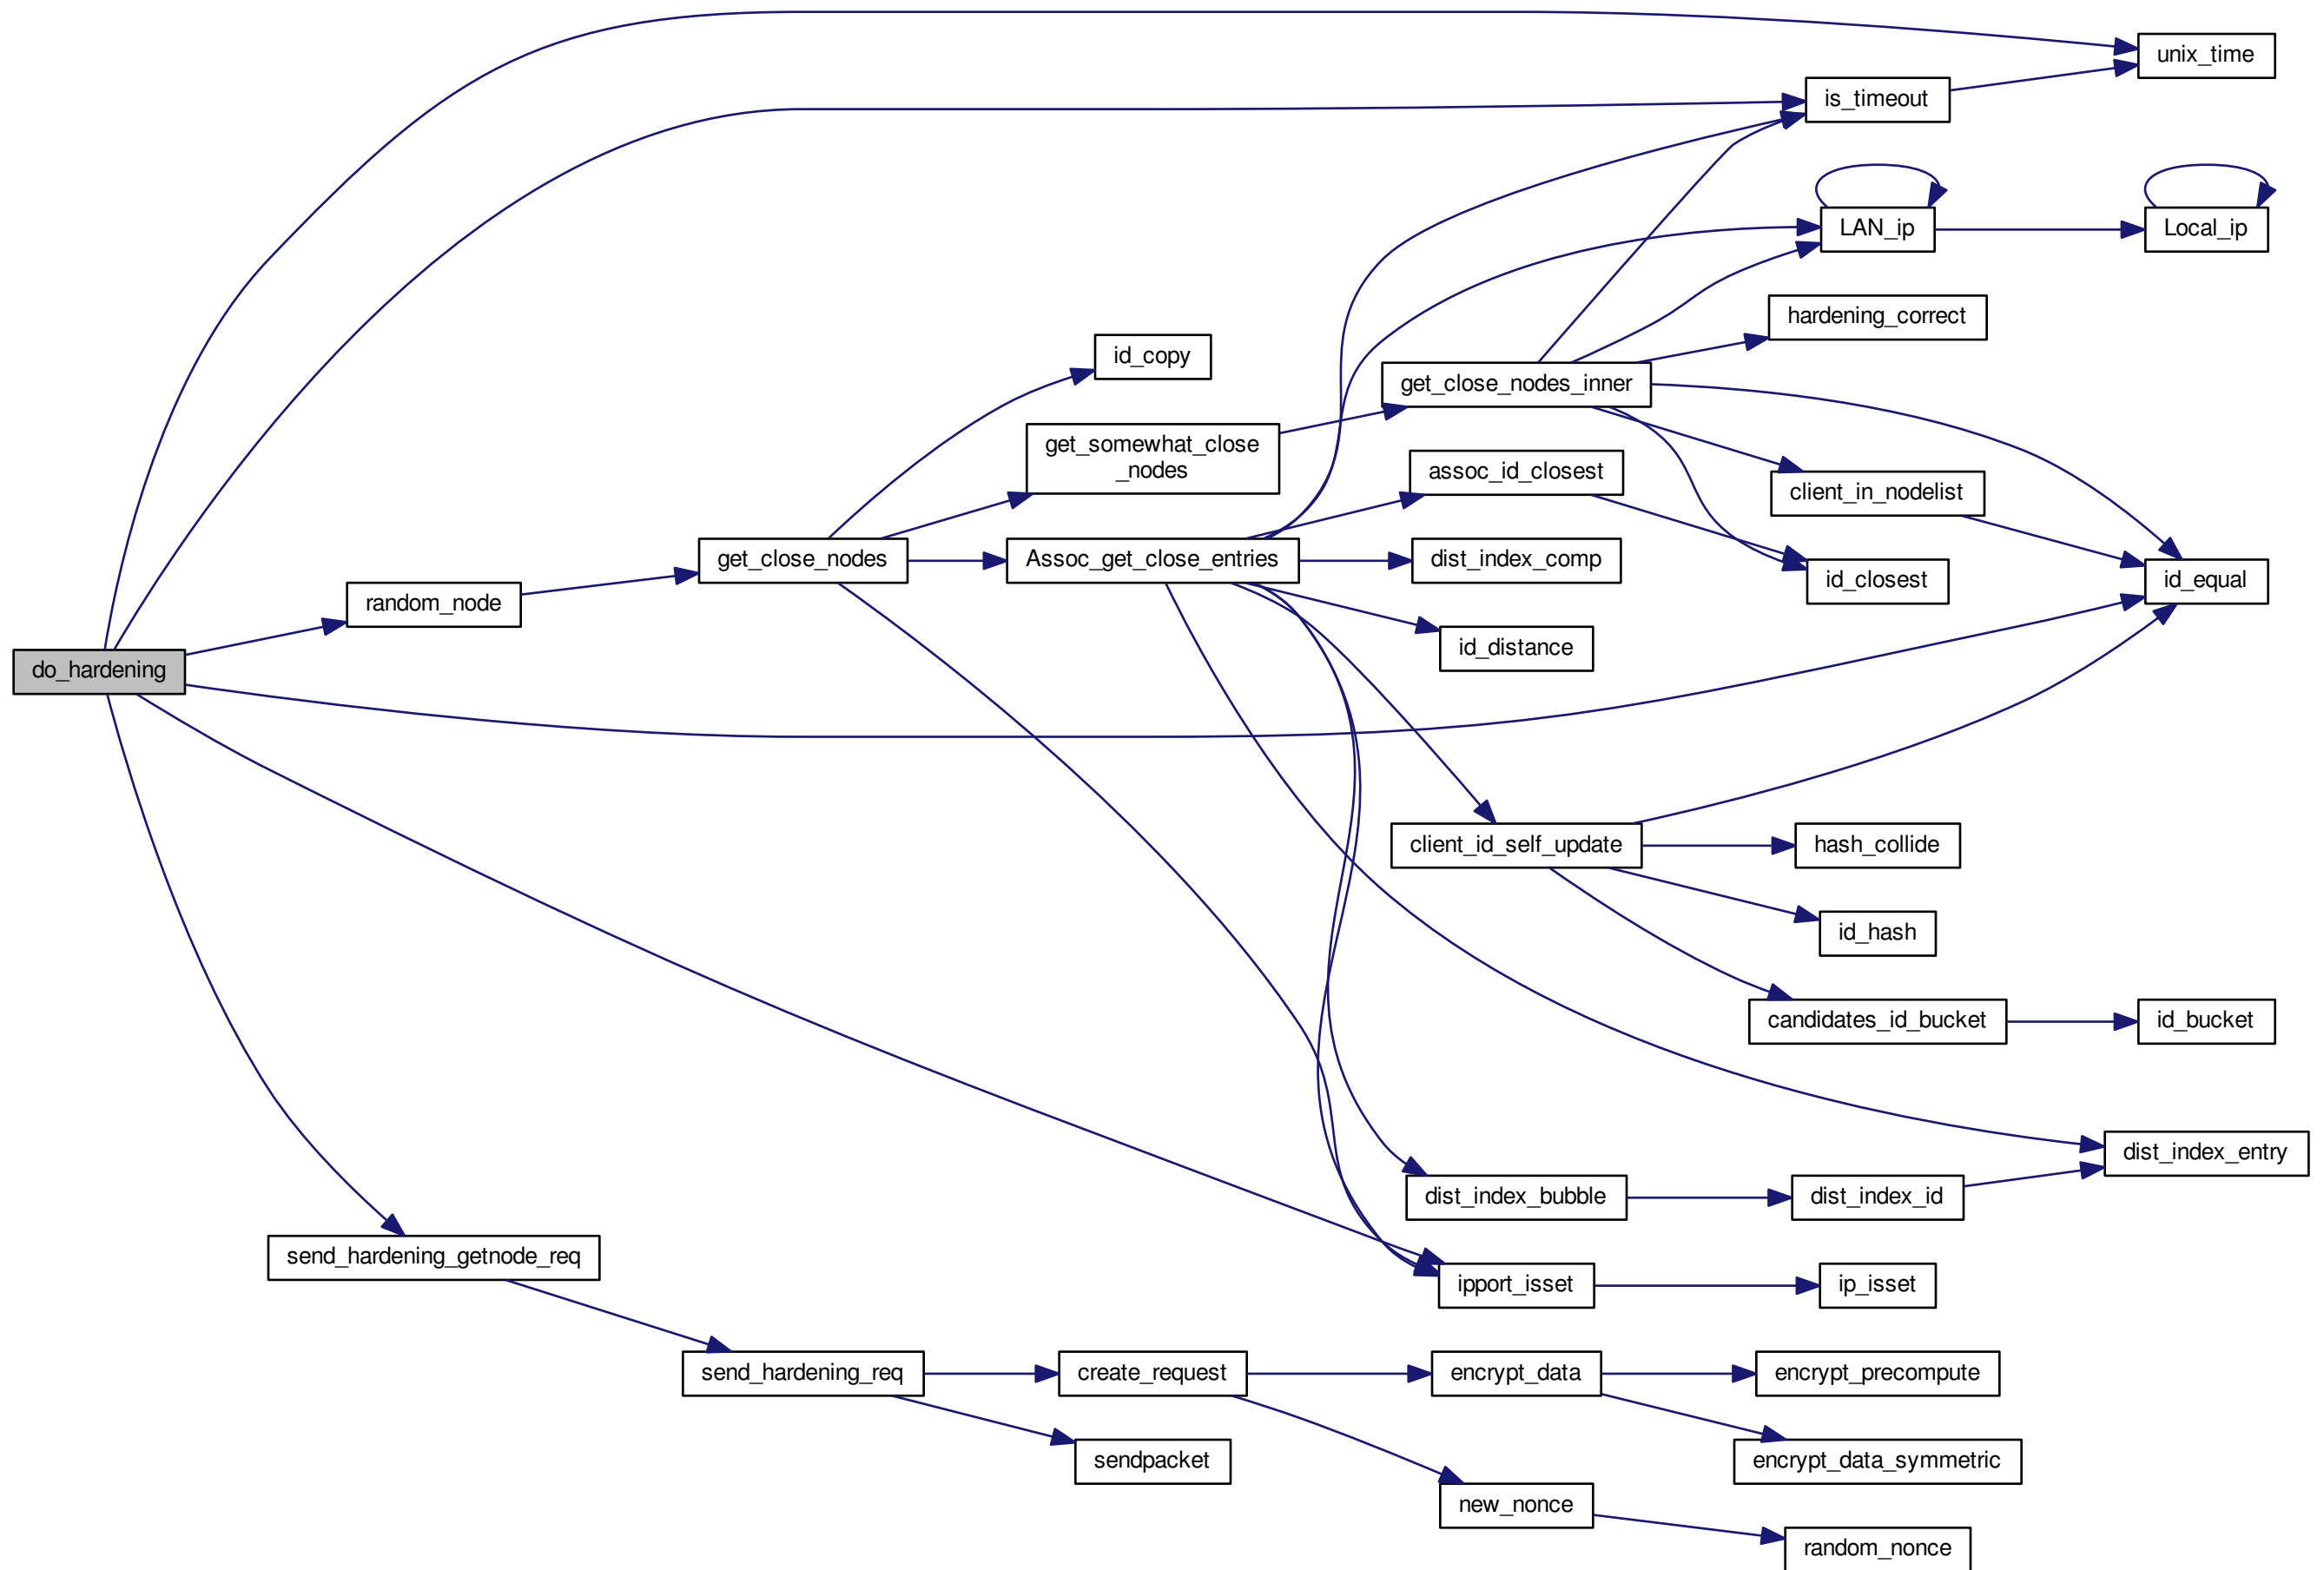 unix_time
is_timeout
LAN_ip
Local_ip
hardening_correct
id_copy
get_close_nodes_inner
get_somewhat_close
_nodes
assoc_id_closest
client_in_nodelist
get_close_nodes
Assoc_get_close_entries
dist_index_comp
id_closest
id_equal
random_node
id_distance
do_hardening
client_id_self_update
hash_collide
id_hash
candidates_id_bucket
id_bucket
dist_index_entry
dist_index_bubble
dist_index_id
send_hardening_getnode_req
ipport_isset
ip_isset
send_hardening_req
create_request
encrypt_data
encrypt_precompute
sendpacket
encrypt_data_symmetric
new_nonce
random_nonce